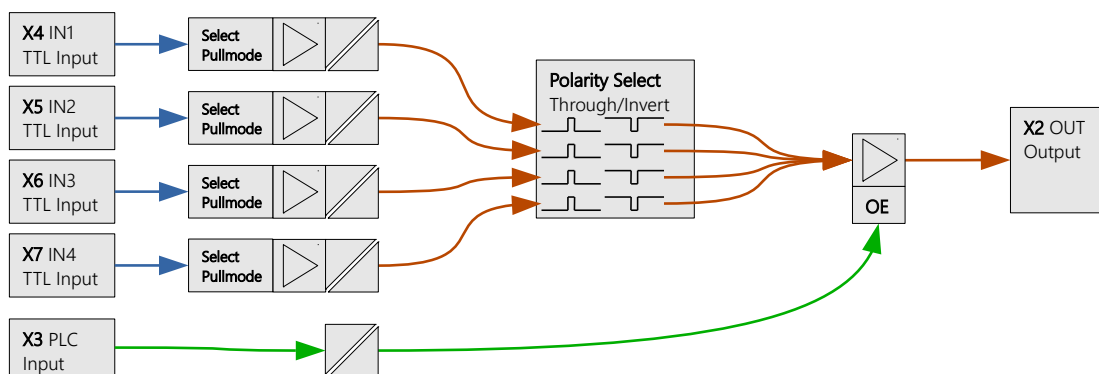 X4 IN1
TTL Input
Select
Pullmode
X5 IN2
TTL Input
Select
Pullmode
X6 IN3
TTL Input
Select
Pullmode
X7 IN4
TTL Input
Select
Pullmode
X3 PLC
Input
Polarity Select
Through/Invert
OE
X2 OUT
Output